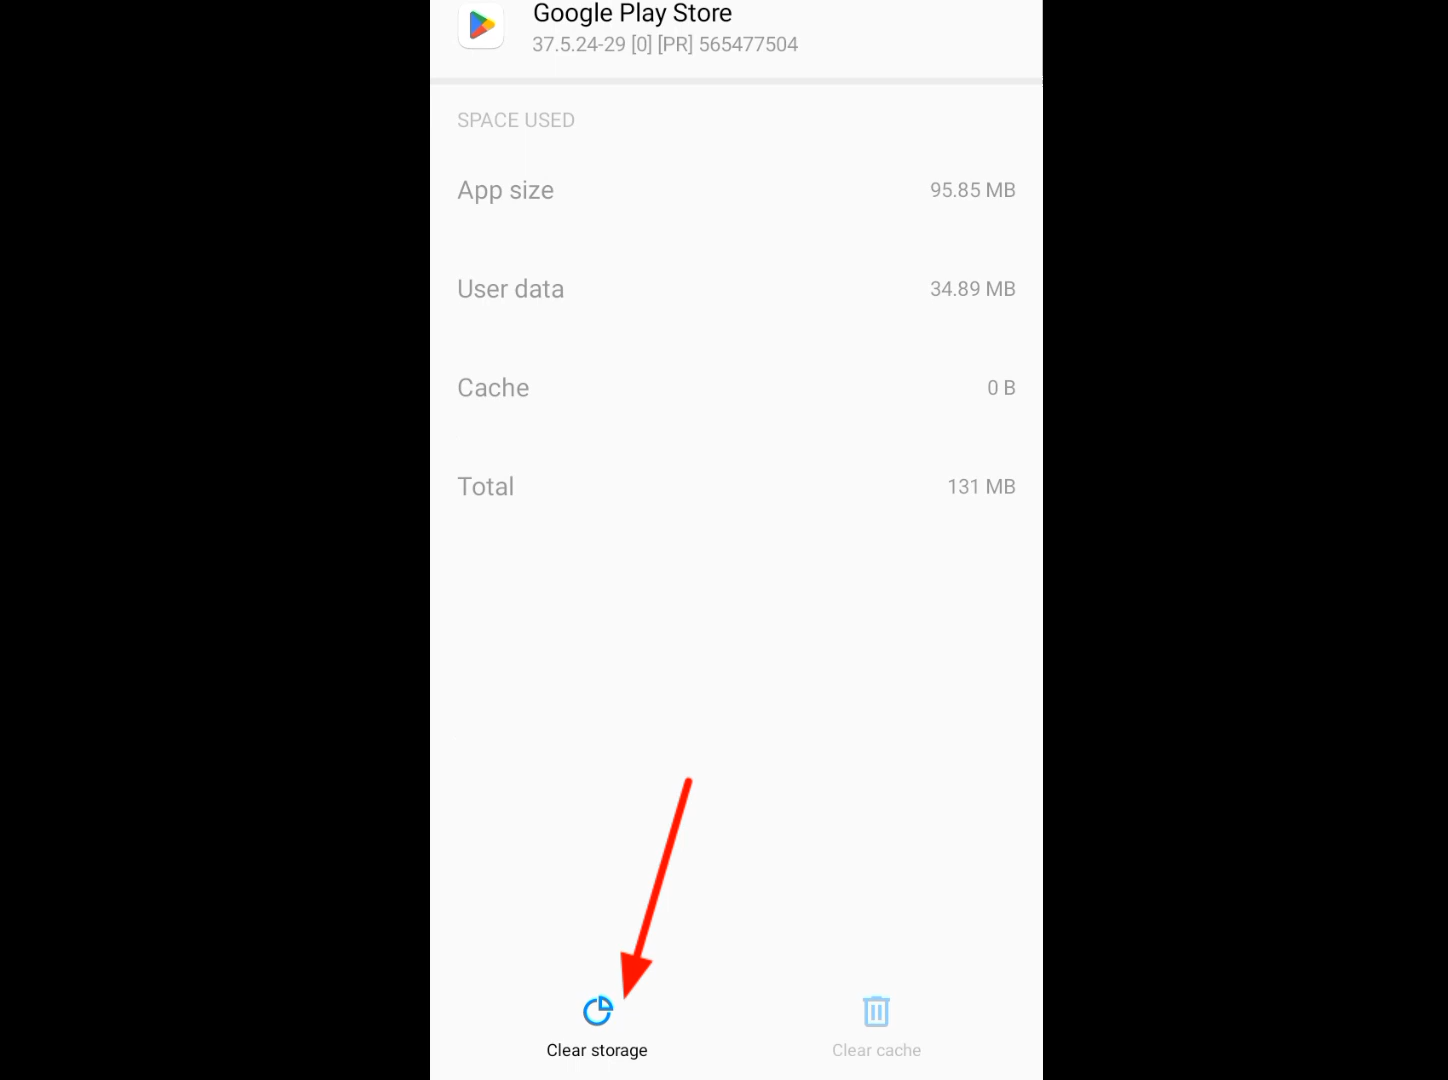 Google Play Store
37.5.24-29 [0] [PR] 565477504
SPACE USED
App size 95.85 MB
User data 34.89 MB
Cache 0 B
Total 131 MB
Clear storage Clear cache